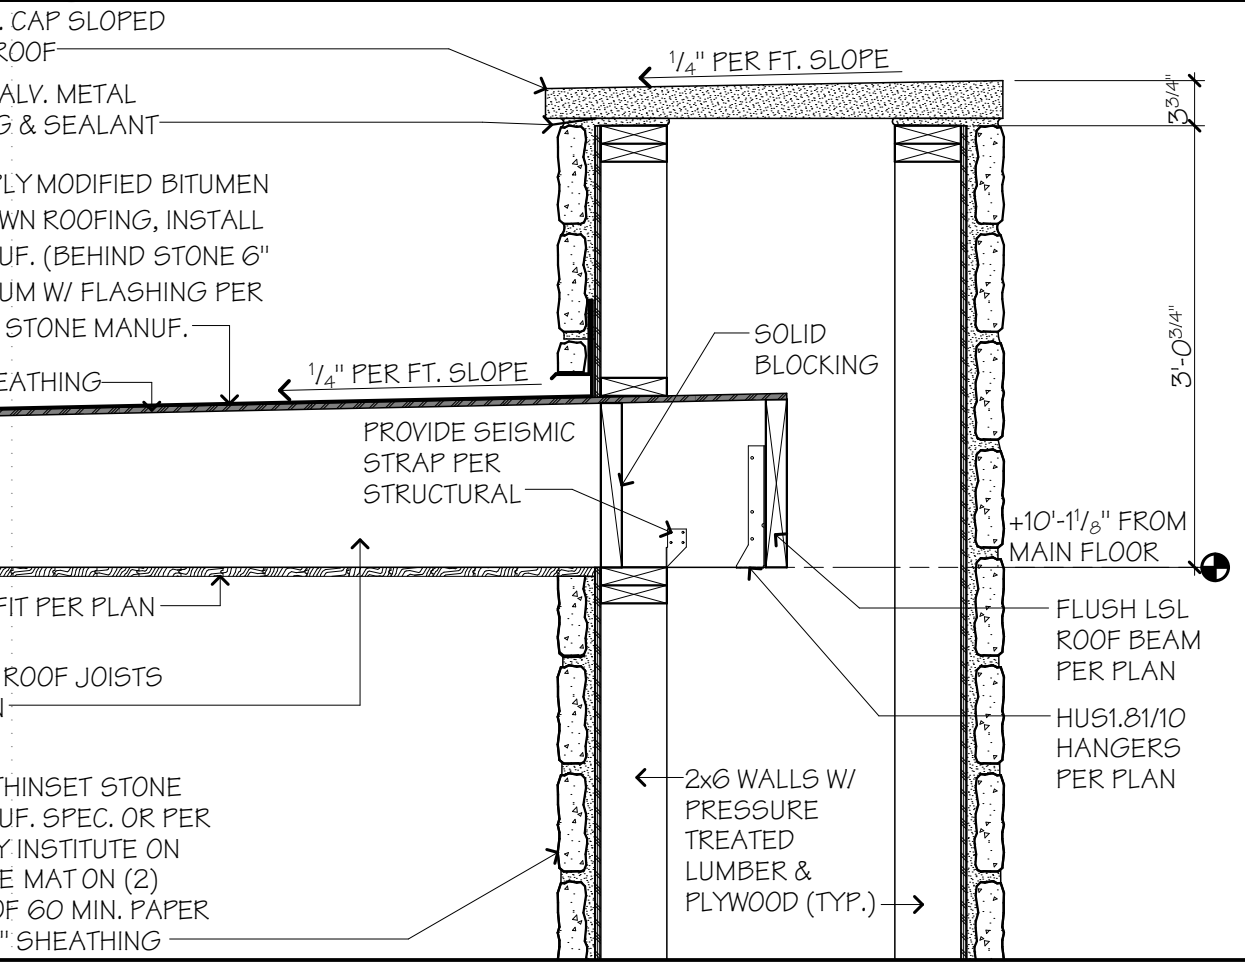 . CAP SLOPED
ROOF
ALV. METAL
G & SEALANT
PLY MODIFIED BITUMEN
WN ROOFING, INSTALL
UF. (BEHIND STONE 6"
UM W/ FLASHING PER
STONE MANUF.
EATHING
1/4" PER FT. SLOPE
1/4" PER FT. SLOPE
3 3/4"
3'-0 3/4"
SOLID
BLOCKING
PROVIDE SEISMIC
STRAP PER
STRUCTURAL
+10'-1 1/8" FROM
MAIN FLOOR
FIT PER PLAN
ROOF JOISTS
N
FLUSH LSL
ROOF BEAM
PER PLAN
HUS1.81/10
HANGERS
PER PLAN
2x6 WALLS W/
PRESSURE
TREATED
LUMBER &
PLYWOOD (TYP.)
THINSET STONE
UF. SPEC. OR PER
Y INSTITUTE ON
E MAT ON (2)
OF 60 MIN. PAPER
" SHEATHING